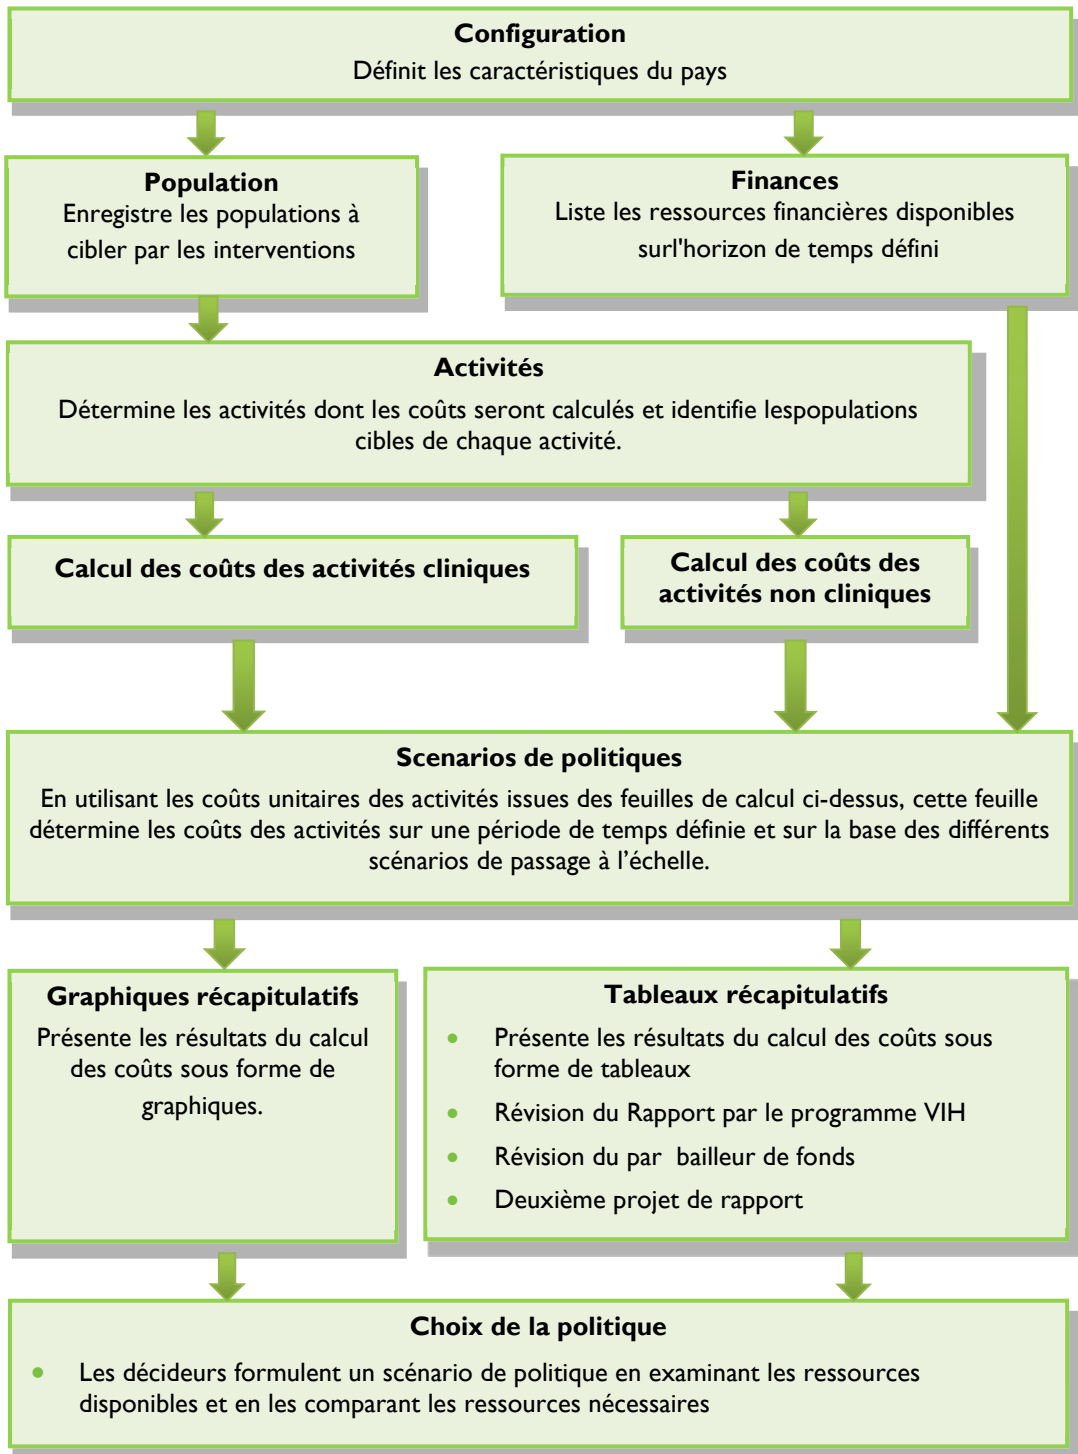 Configuration
Définit les caractéristiques du pays
Population
Enregistre les populations à
cibler par les interventions
Finances
Liste les ressources financières disponibles
surl'horizon de temps défini
Activités
Détermine les activités dont les coûts seront calculés et identifie lespopulations
cibles de chaque activité.
Calcul des coûts des activités cliniques
Calcul des coûts des
activités non cliniques
Scenarios de politiques
En utilisant les coûts unitaires des activités issues des feuilles de calcul ci-dessus, cette feuille
détermine les coûts des activités sur une période de temps définie et sur la base des différents
scénarios de passage à l’échelle.
Graphiques récapitulatifs
Présente les résultats du calcul
des coûts sous forme de
graphiques.
Tableaux récapitulatifs
• Présente les résultats du calcul des coûts sous
forme de tableaux
• Révision du Rapport par le programme VIH
• Révision du par bailleur de fonds
• Deuxième projet de rapport
Choix de la politique
• Les décideurs formulent un scénario de politique en examinant les ressources
disponibles et en les comparant les ressources nécessaires